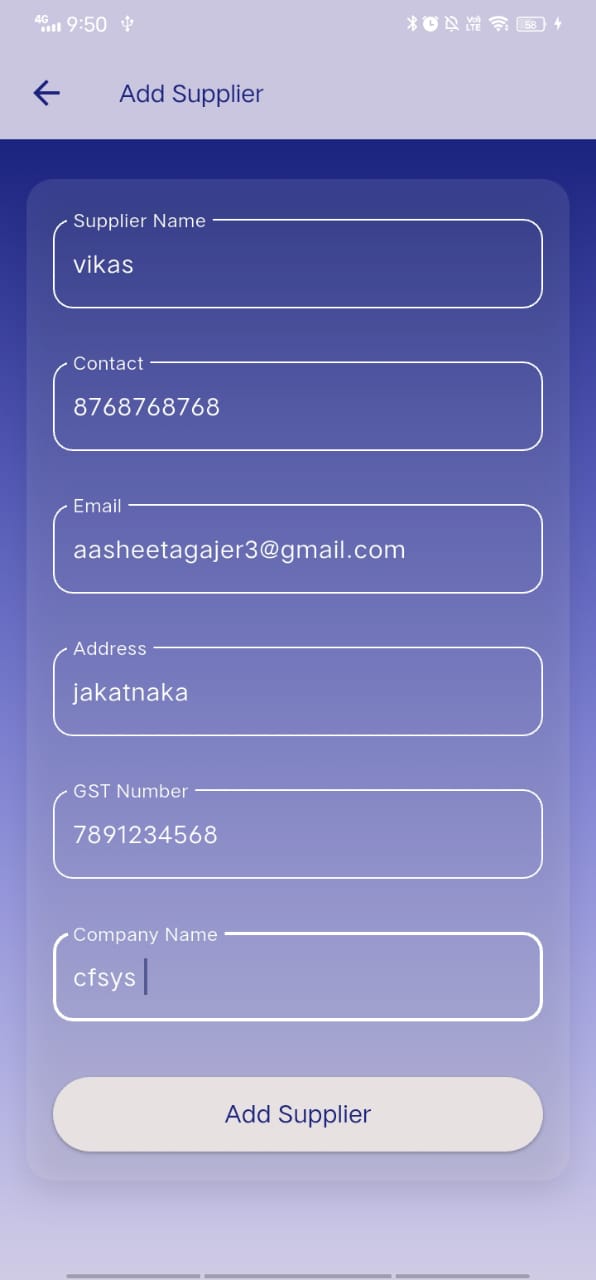 4G 9:50 Vo) LTE 58
Add Supplier
Supplier Name
vikas
Contact
8768768768
Email
aasheetagajer3@gmail.com
Address
jakatnaka
GST Number
7891234568
Company Name
cfsys
Add Supplier